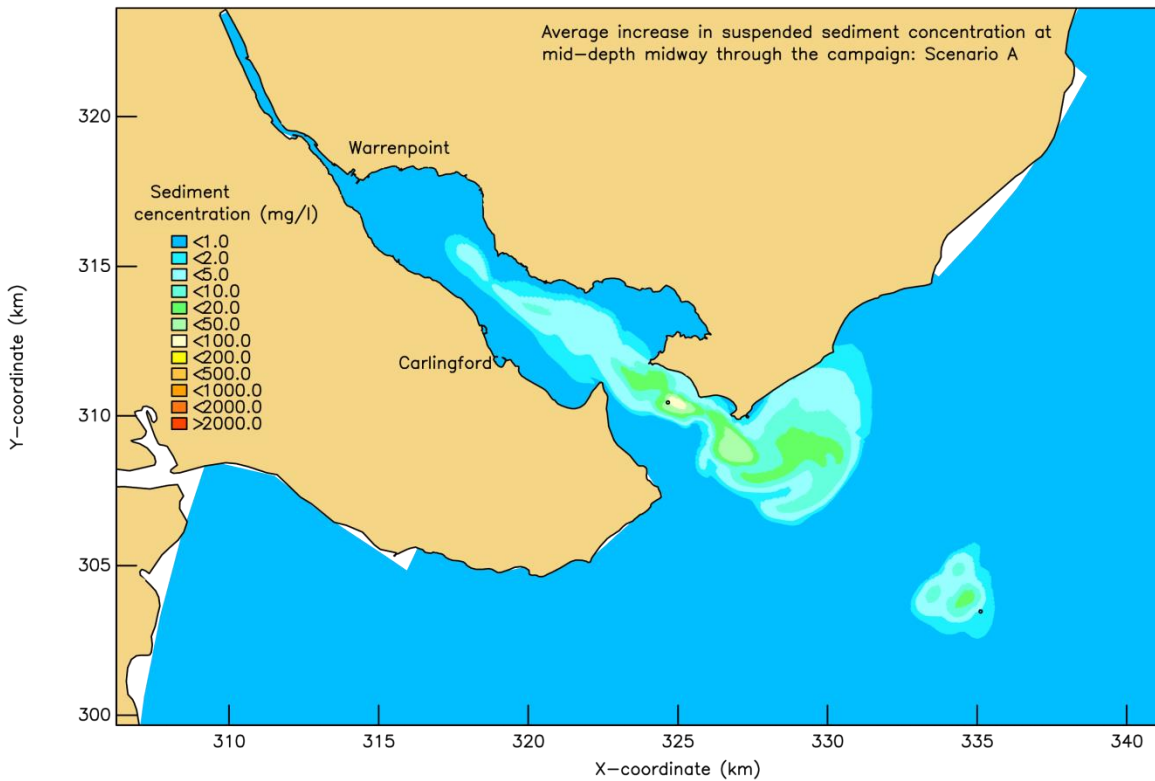 Average increase in suspended sediment concentration at
mid-depth midway through the campaign: Scenario A
320
Warrenpoint
Sediment
cencentration (mg/l)
<1.0
<2.0
<5.0
<10.0
<20.0
<50.0
<100.0
<200.0
<500.0
<1000.0
<2000.0
>2000.0
315
Carlingford
310
305
300
Y-coordinate (km)
310 315 320 325 330 335 340
X-coordinate (km)